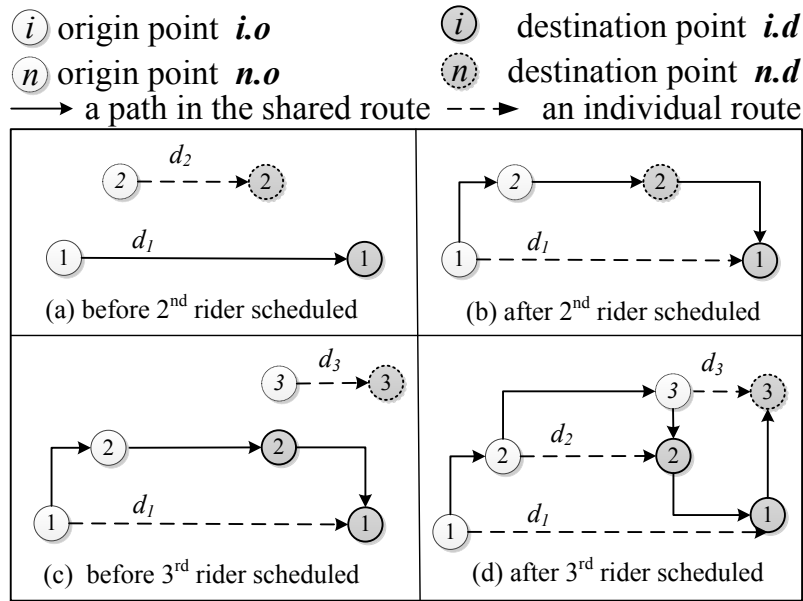 i origin point i.o i destination point i.d
n origin point n.o n destination point n.d
a path in the shared route an individual route
d2
2 2
d1
1 1
(a) before 2nd rider scheduled
2 2
d1
1 1
(b) after 2nd rider scheduled
d3
3 3
2 2
d1
1 1
(c) before 3rd rider scheduled
d3
3 3
d2
2 2
d1
1 1
(d) after 3rd rider scheduled